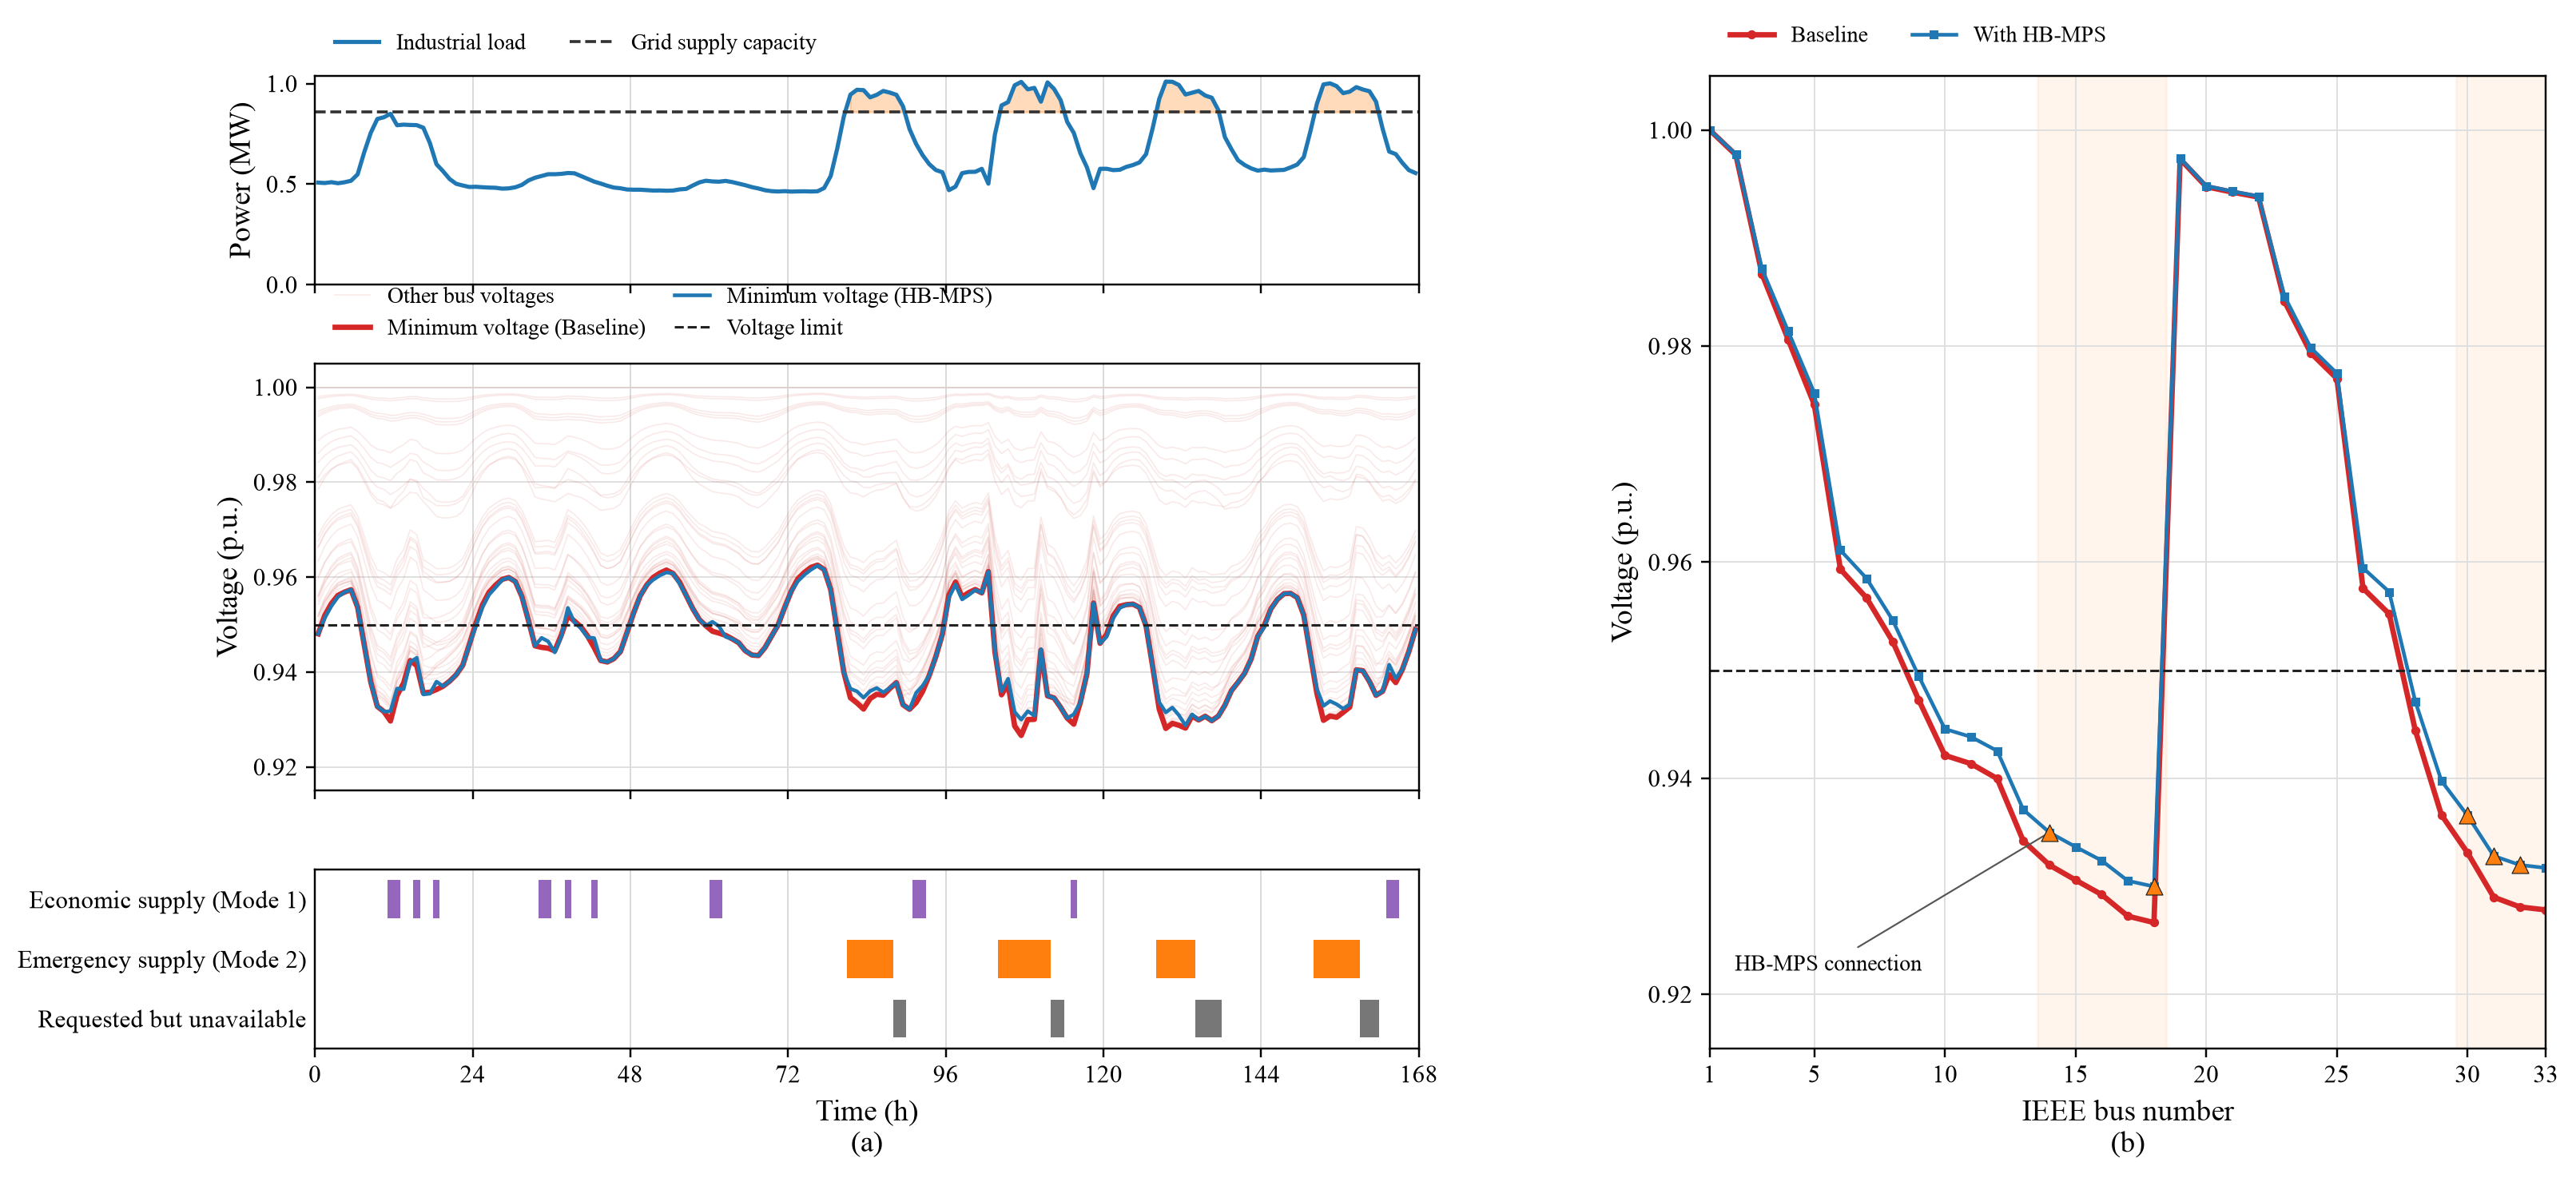 Industrial load
Grid supply capacity
1.0
0.5
0.0
Power (MW)
Other bus voltages
Minimum voltage (HB-MPS)
Minimum voltage (Baseline)
Voltage limit
1.00
0.98
0.96
0.94
0.92
Voltage (p.u.)
Economic supply (Mode 1)
Emergency supply (Mode 2)
Requested but unavailable
0 24 48 72 96 120 144 168
Time (h)
(a)
Baseline
With HB-MPS
1.00
0.98
0.96
0.94
0.92
Voltage (p.u.)
HB-MPS connection
1 5 10 15 20 25 30 33
IEEE bus number
(b)